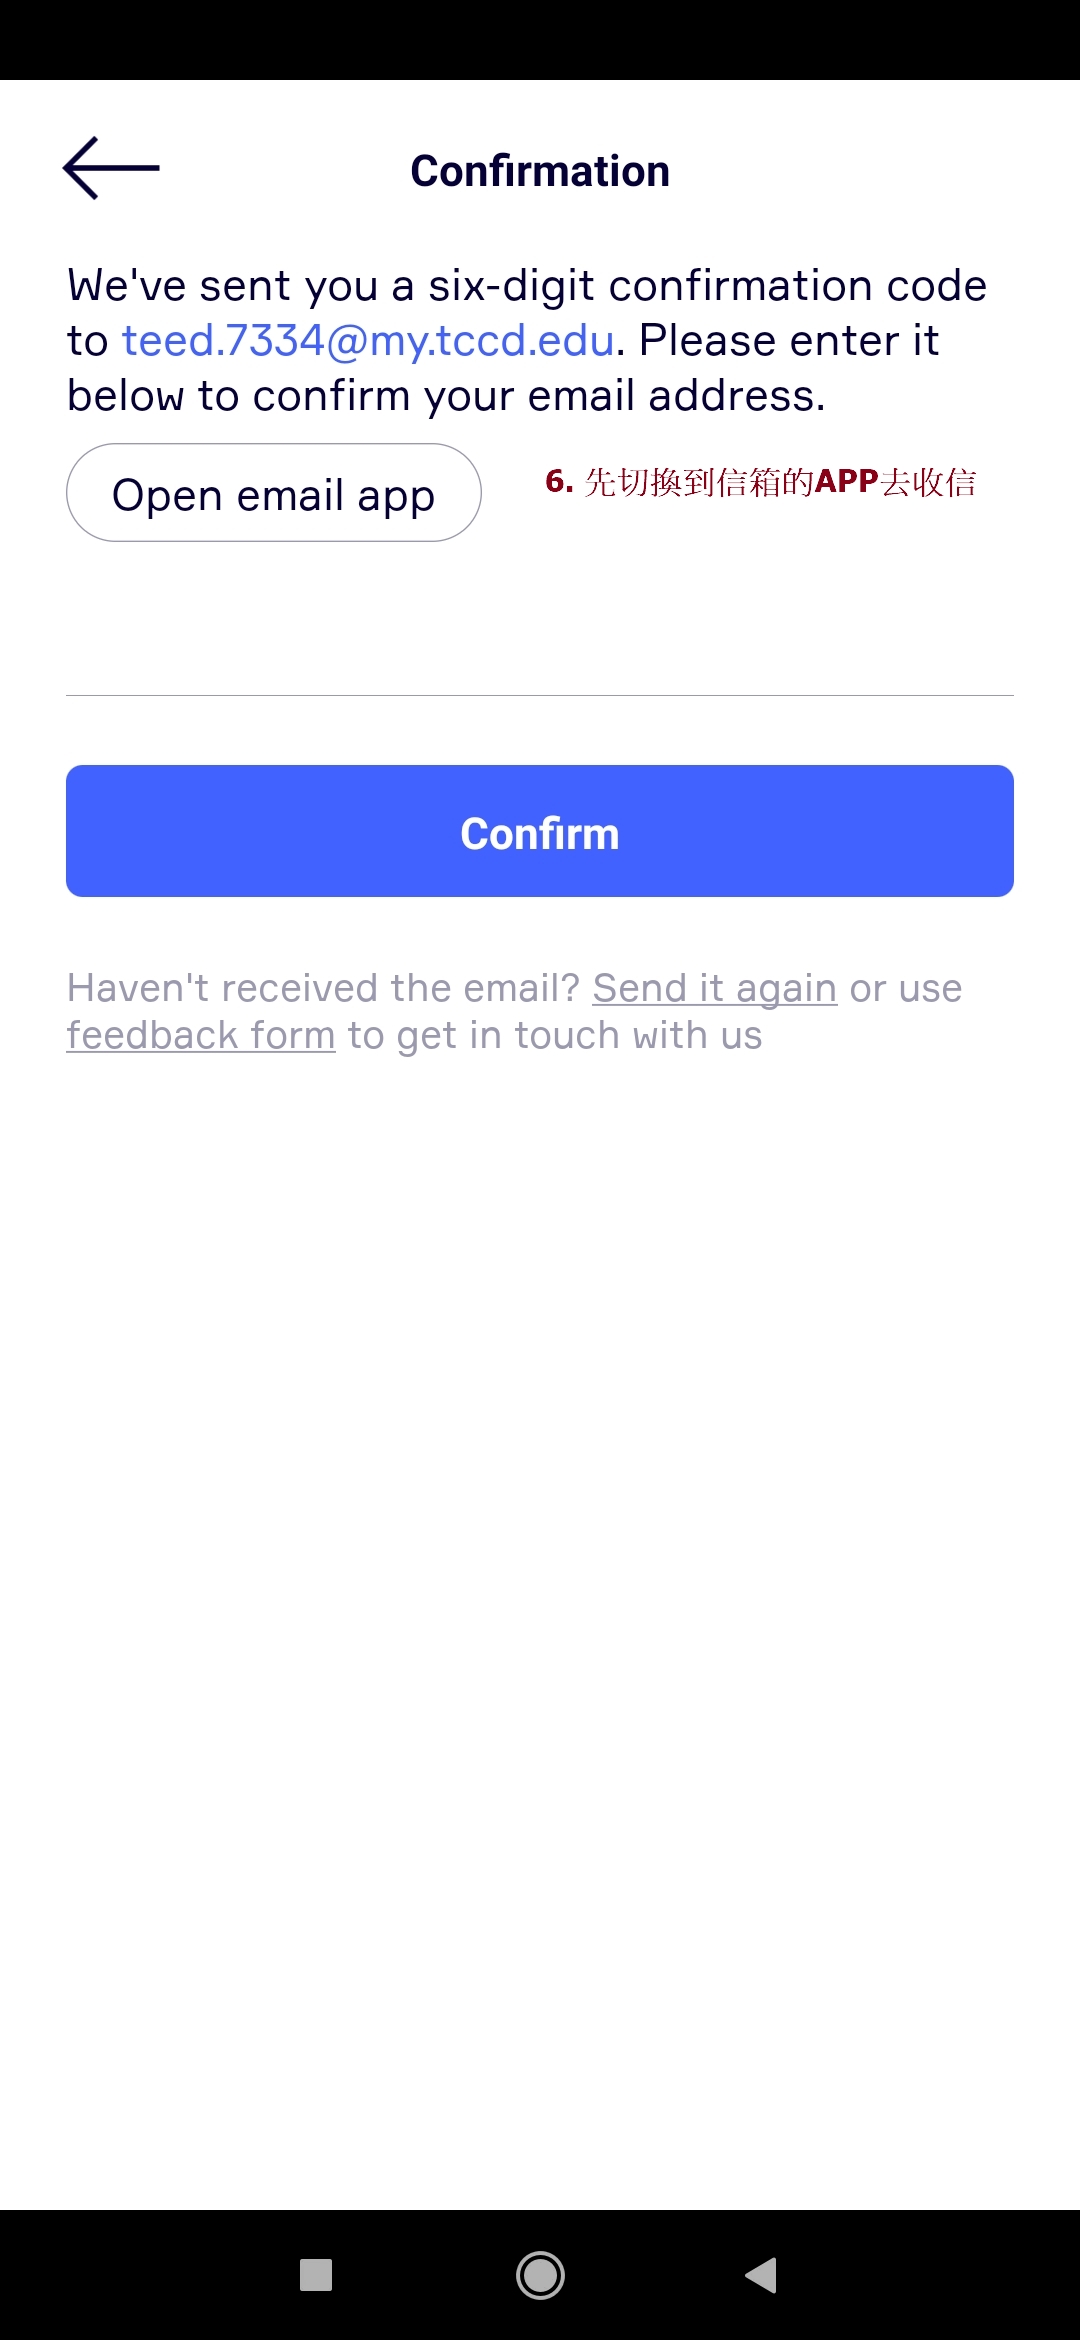 Confirmation
We've sent you a six-digit confirmation code
to teed.7334@my.tccd.edu. Please enter it
below to confirm your email address.
Open email app
6. 先切換到信箱的APP去收信
Confirm
Haven't received the email? Send it again or use
feedback form to get in touch with us